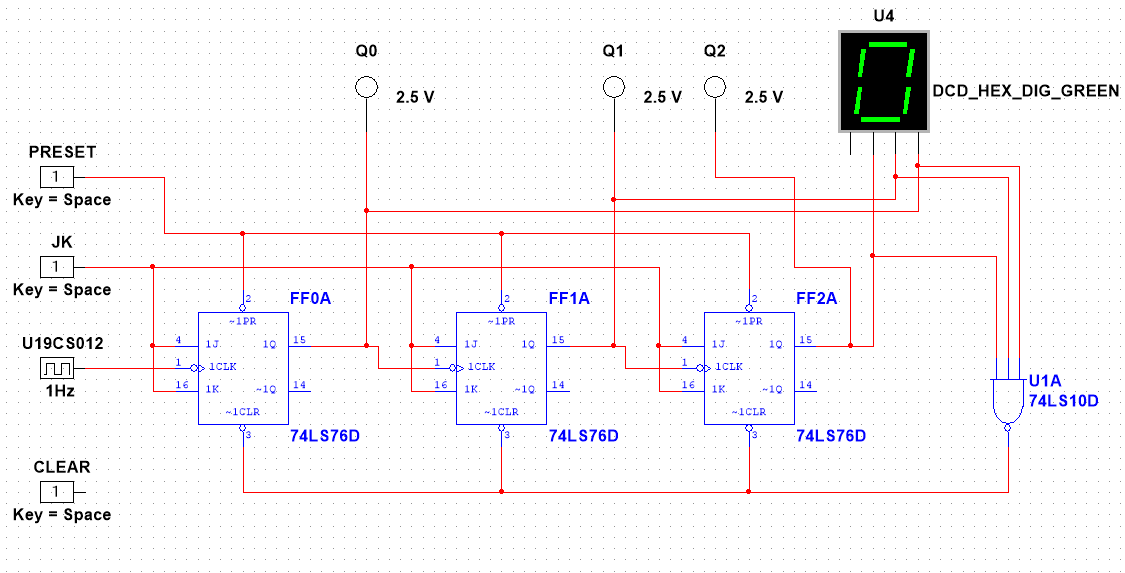 U4
Q0
Q1
Q2
2.5 V
2.5 V
2.5 V
DCD_HEX_DIG_GREEN
0
PRESET
1
Key = Space
JK
1
Key = Space
FF0A
FF1A
FF2A
2
2
2
~1PR
~1PR
~1PR
U19CS012
4
1J
1Q
15
4
1J
1Q
15
4
1J
1Q
15
1
1CLK
1
1CLK
1
1CLK
1Hz
16
1K
~1Q
14
16
1K
~1Q
14
16
1K
~1Q
14
U1A
74LS10D
~1CLR
~1CLR
~1CLR
3
74LS76D
3
74LS76D
3
74LS76D
CLEAR
1
Key = Space